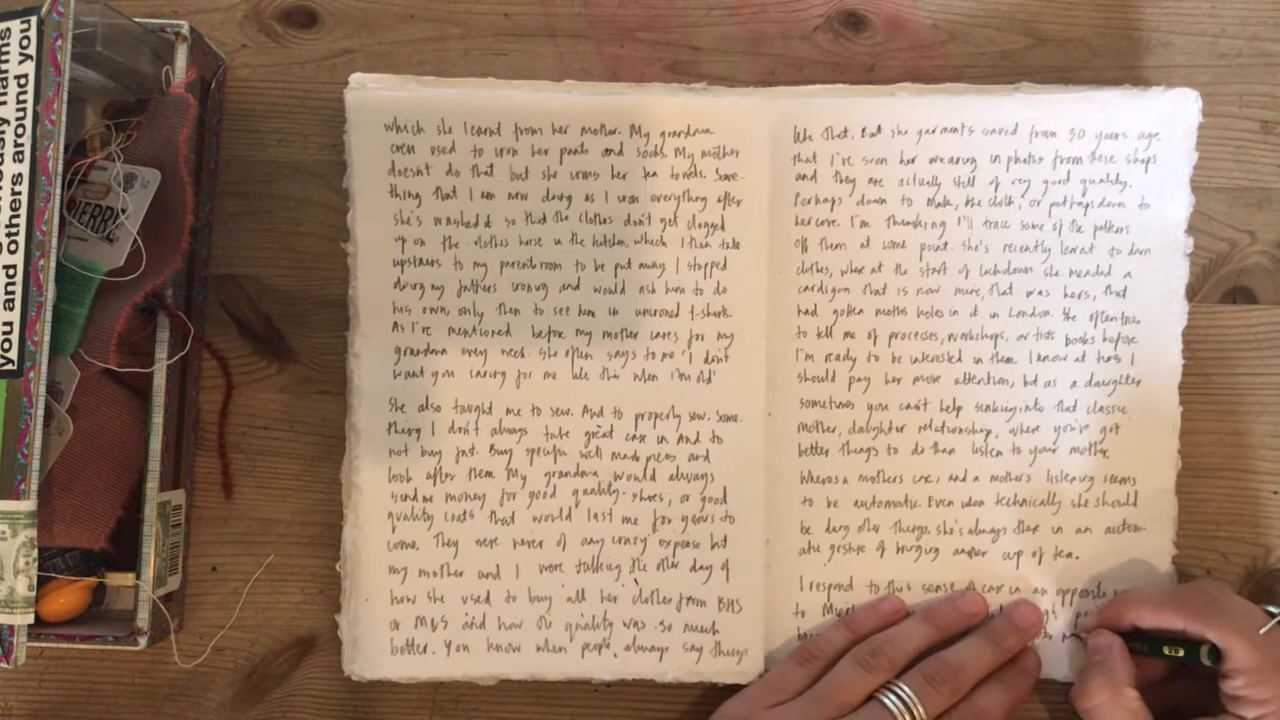 you and others around you
PIERRE
which she learnt from her mother. My grandma
even used to iron her pants and socks. My mother
doesn't do that but she irons her tea towels. Some-
thing that I am now doing as I iron everything after
she's washed it so that the clothes don't get clogged
up on the clothes horse in the kitchen, which I than take
upstairs to my parents room to be put away. I stopped
doing my fathers ironing and would ask him to do
his own, only then to see him in unironed t-shirts.
As I've mentioned before my mother cares for my
grandma every week. She often says to me 'I don't
want you caring for me like this when I'm old'
She also taught me to sew. And to properly sew. Some-
thing I don't always take great care in And to
not buy fast. Buy specific well made pieces and
look after them. My grandma would always
send me money for good quality shoes, or good
quality coats that would last me for years to
come. They were never of any crazy expense but
my mother and I were talking the other day of
how she used to buy all her clothes from BHS
or M&S and how the quality was so much
better. You know when people, always say things
like that. But she garments saved from 30 years ago,
that I've seen her wearing in photos from these shops
and they are actually still of very good quality.
Perhaps down to make, the cloth, or perhaps down to
her care. I'm thinking I'll trace some of the patterns
off them at some point. She's recently learnt to darn
clothes, where at the start of lockdown she mended a
cardigan that is now mine, that was hers, that
had gotten moths holes in it in London. She often tries
to tell me of processes, workshops, artists books before
I'm ready to be interested in them. I know at times I
should pay her more attention, but as a daughter
sometimes you can't help sinking into that classic
mother, daughter relationship, where you've got
better things to do than listen to your mother.
Whereas a mothers care, and a mothers listening seems
to be automatic. Even when technically she should
be doing other things, she's always there in an autom-
atic gesture of bringing another cup of tea.
I respond to this sense of care in an opposite
to